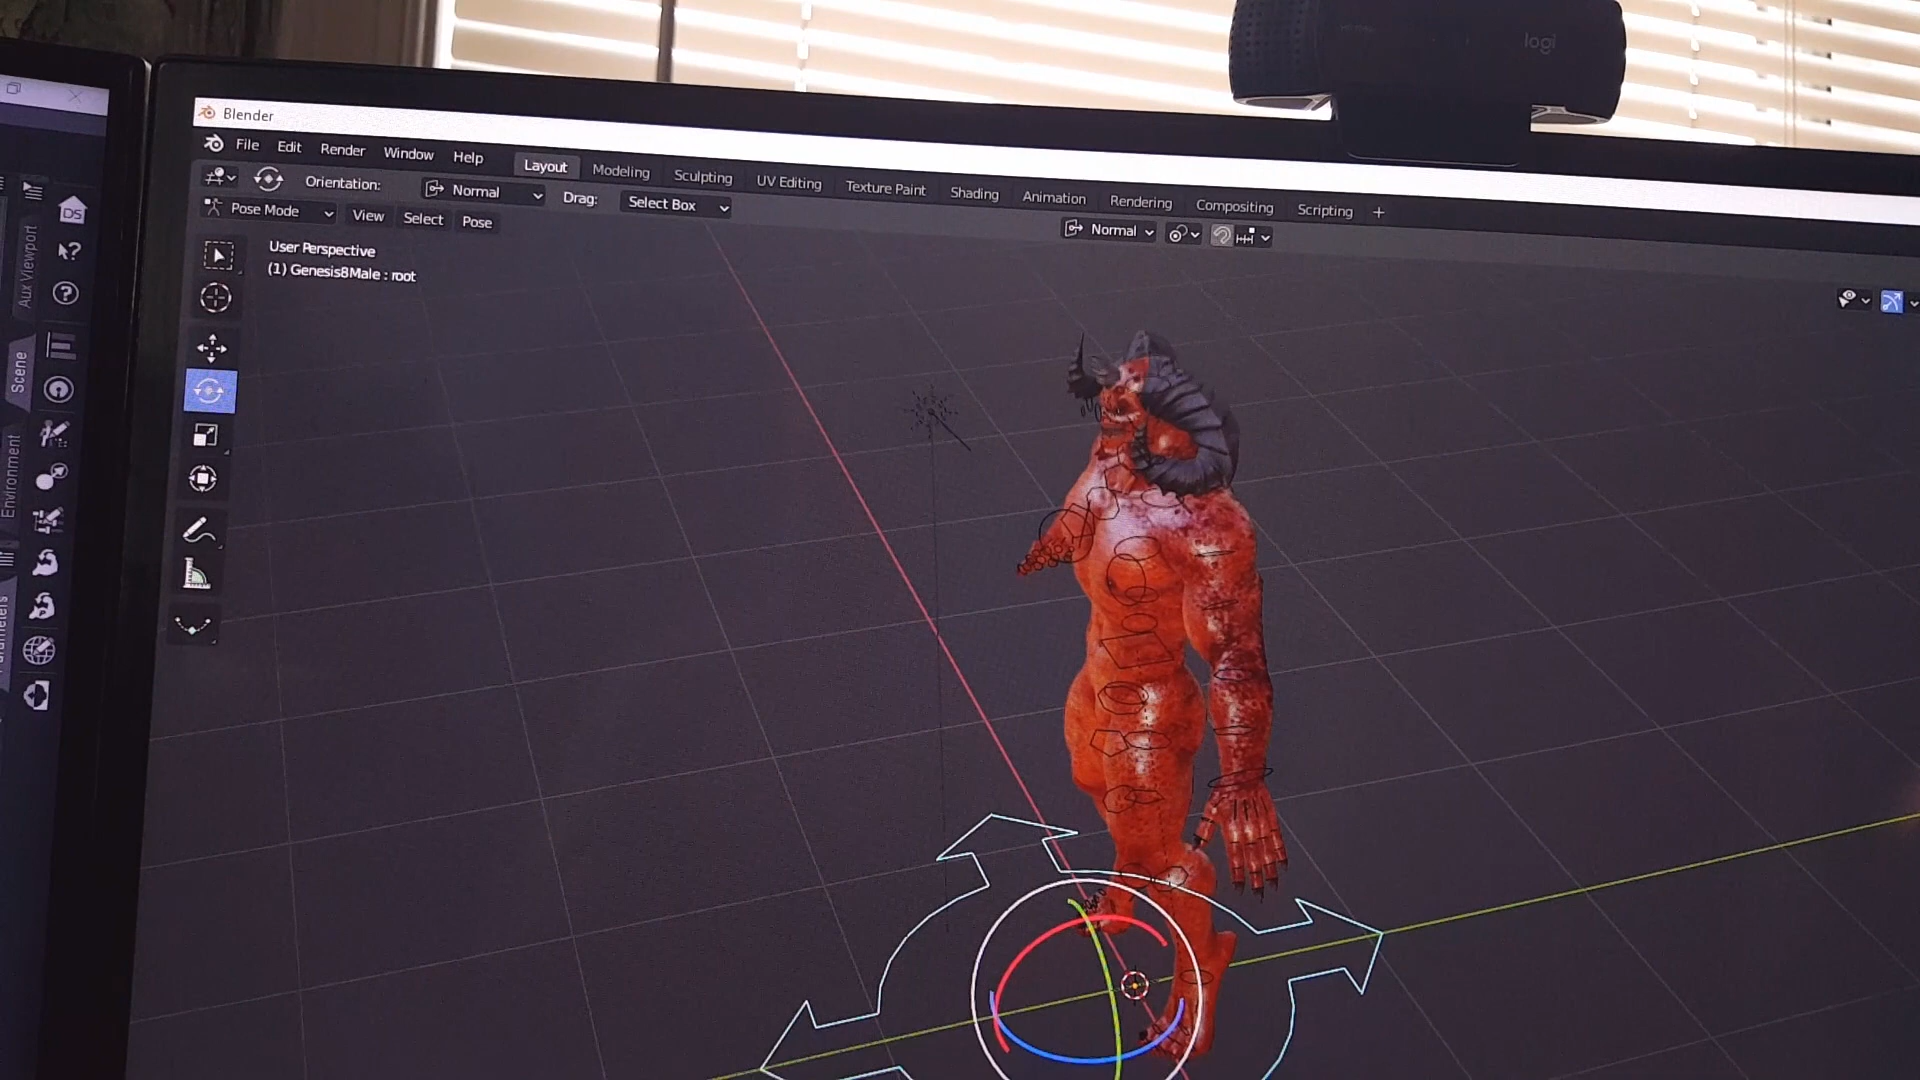 logi
Blender
File Edit Render Window Help
Layout Modeling Sculpting UV Editing Texture Paint Shading Animation Rendering Compositing Scripting +
Orientation: Normal Drag: Select Box
Pose Mode View Select Pose
Normal
User Perspective
(1) Genesis8Male : root
DS
?
?
Aux Viewport
Scene
Environment